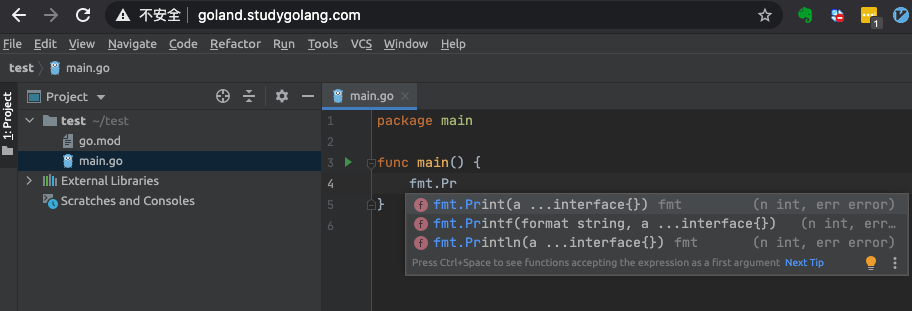 不安全 | goland.studygolang.com
1
File Edit View Navigate Code Refactor Run Tools VCS Window Help
test main.go
1: Project
Project
test ~/test
go.mod
main.go
External Libraries
Scratches and Consoles
main.go
1 package main
2
3 func main() {
4 fmt.Pr
5 }
6
f fmt.Print(a ...interface{}) fmt (n int, err error)
f fmt.Printf(format string, a ...interface{}) (n int, err…
f fmt.Println(a ...interface{}) fmt (n int, err error)
Press Ctrl+Space to see functions accepting the expression as a first argument Next Tip